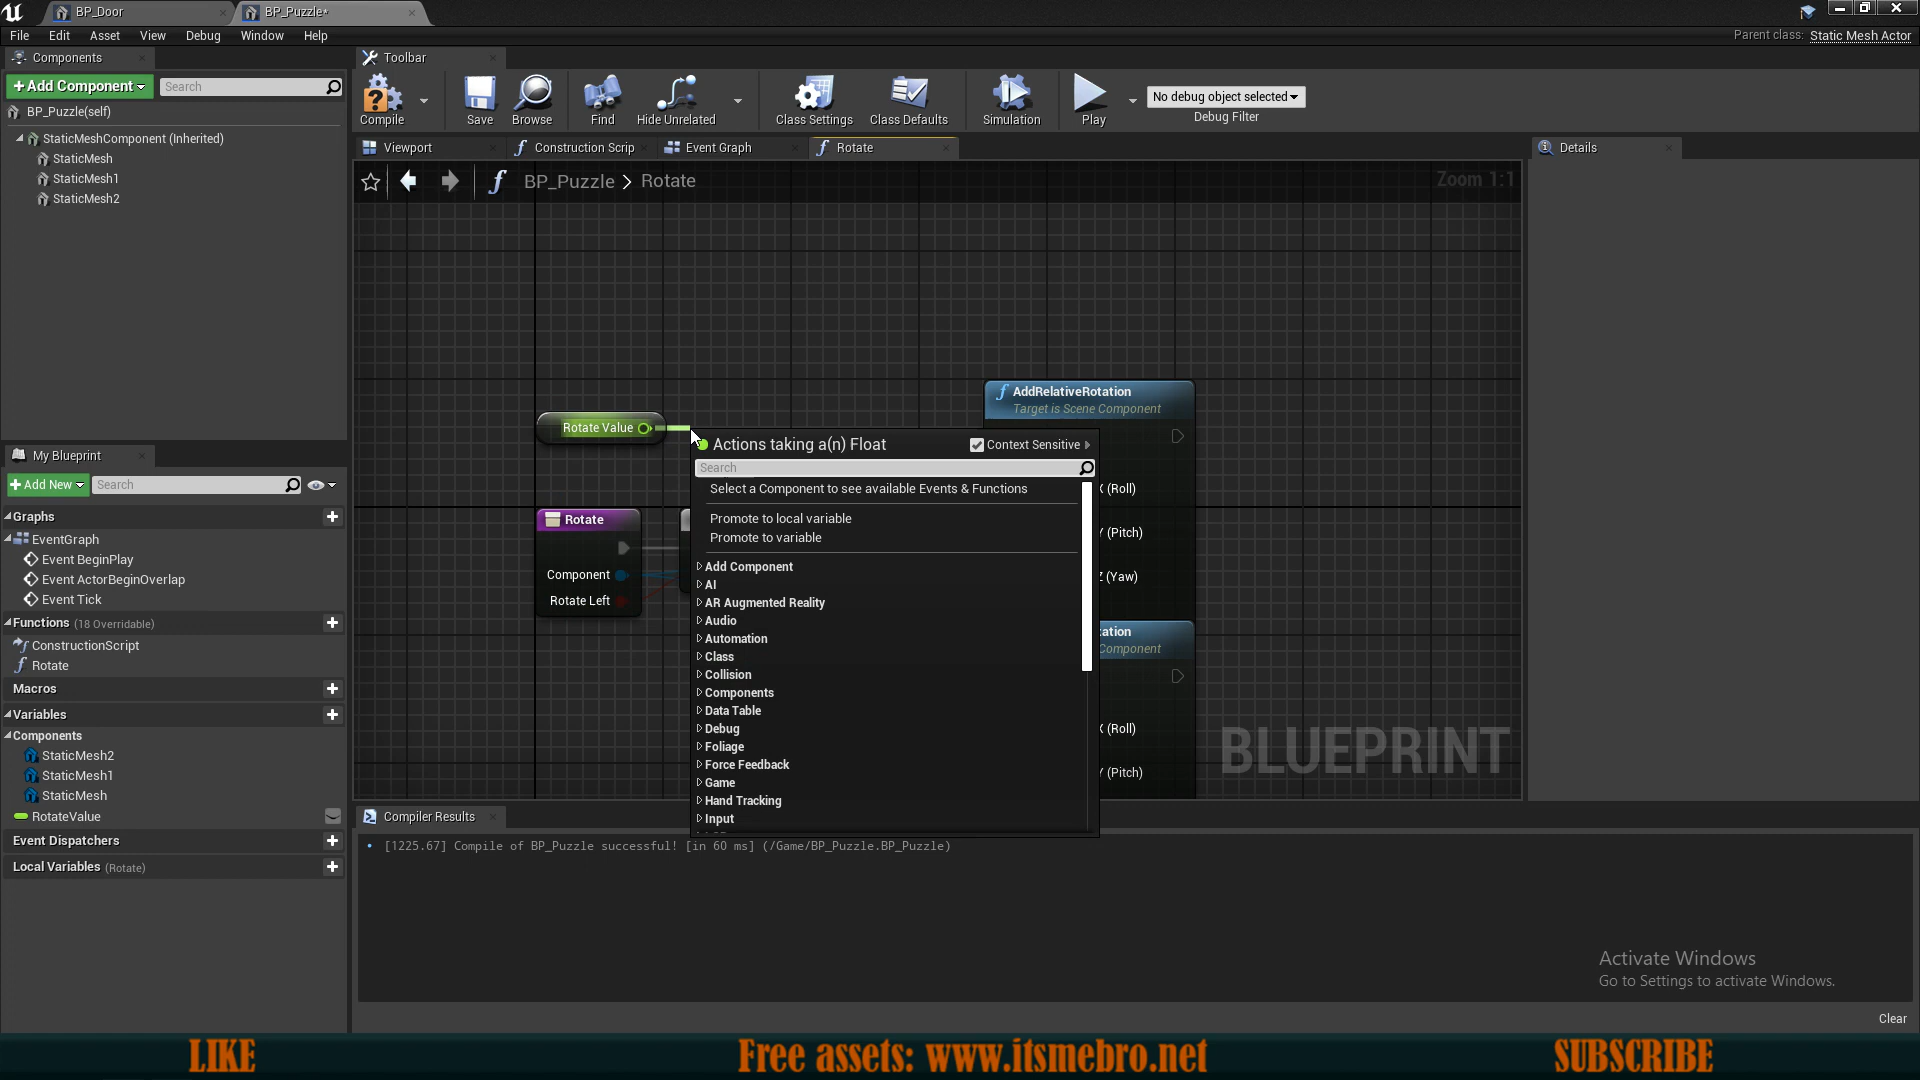 BP_Door
BP_Puzzle*
File Edit Asset View Debug Window Help
Parent class: Static Mesh Actor
Components
+Add Component
Search
BP_Puzzle(self)
StaticMeshComponent (Inherited)
StaticMesh
StaticMesh1
StaticMesh2
Toolbar
Compile
Save
Browse
Find
Hide Unrelated
Class Settings
Class Defaults
Simulation
Play
No debug object selected
Debug Filter
Viewport
Construction Scrip
Event Graph
Rotate
Details
BP_Puzzle > Rotate
Zoom 1:1
My Blueprint
+Add New
Search
Graphs
EventGraph
Event BeginPlay
Event ActorBeginOverlap
Event Tick
Functions (18 Overridable)
ConstructionScript
Rotate
Macros
Variables
Components
StaticMesh2
StaticMesh1
StaticMesh
RotateValue
Event Dispatchers
Local Variables (Rotate)
Rotate Value
Rotate
Component
Rotate Left
AddRelativeRotation
Target is Scene Component
X (Roll)
Y (Pitch)
Z (Yaw)
tation
Component
X (Roll)
Y (Pitch)
Actions taking a(n) Float
Context Sensitive
Search
Select a Component to see available Events & Functions
Promote to local variable
Promote to variable
Add Component
AI
AR Augmented Reality
Audio
Automation
Class
Collision
Components
Data Table
Debug
Foliage
Force Feedback
Game
Hand Tracking
Input
BLUEPRINT
Compiler Results
[1225.67] Compile of BP_Puzzle successful! [in 60 ms] (/Game/BP_Puzzle.BP_Puzzle)
Activate Windows
Go to Settings to activate Windows.
Clear
LIKE
Free assets: www.itsmebro.net
SUBSCRIBE